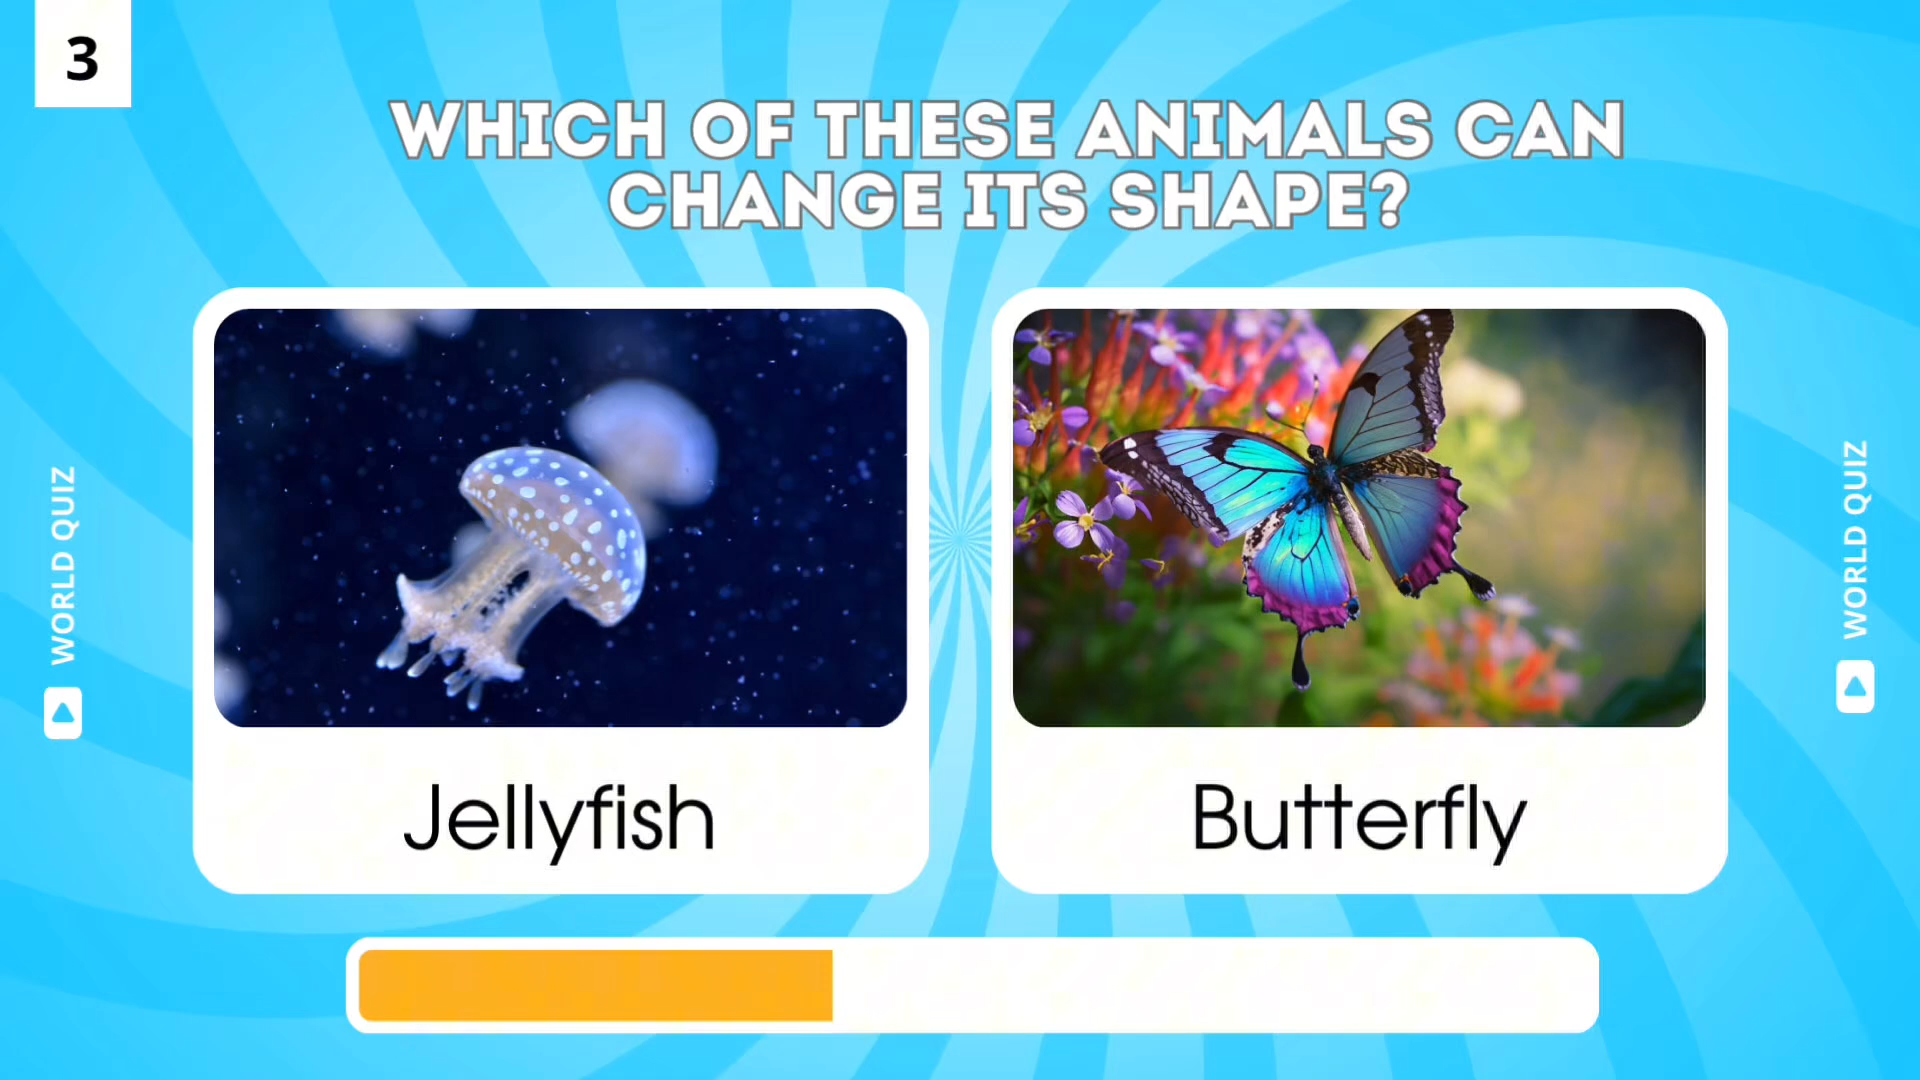 3
WHICH OF THESE ANIMALS CAN
CHANGE ITS SHAPE?
WORLD QUIZ
WORLD QUIZ
Jellyfish
Butterfly